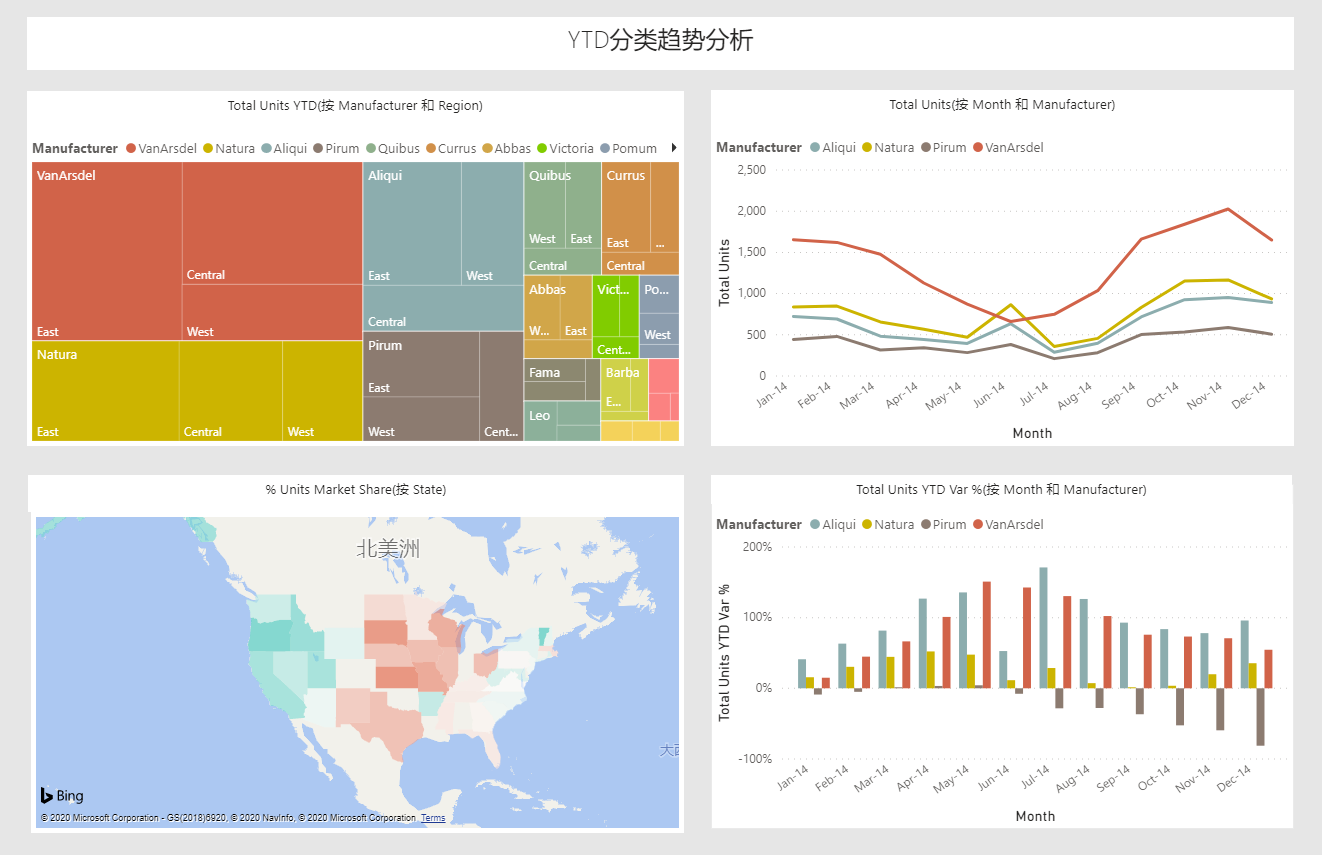 YTD分类趋势分析
Total Units YTD(按 Manufacturer 和 Region)
Manufacturer VanArsdel Natura Aliqui Pirum Quibus Currus Abbas Victoria Pomum
VanArsdel
East
Central
West
Natura
East
Central
West
Aliqui
East
West
Central
Pirum
East
West
Cent...
Quibus
West
East
Central
Currus
East
...
Central
Abbas
W...
East
Vict...
Cent...
Po...
West
Fama
Leo
Barba
E...
Total Units(按 Month 和 Manufacturer)
Manufacturer Aliqui Natura Pirum VanArsdel
Total Units
2,500
2,000
1,500
1,000
500
0
Jan-14 Feb-14 Mar-14 Apr-14 May-14 Jun-14 Jul-14 Aug-14 Sep-14 Oct-14 Nov-14 Dec-14
Month
% Units Market Share(按 State)
北美洲
大西
Bing
© 2020 Microsoft Corporation - GS(2018)6920, © 2020 NavInfo, © 2020 Microsoft Corporation Terms
Total Units YTD Var %(按 Month 和 Manufacturer)
Manufacturer Aliqui Natura Pirum VanArsdel
Total Units YTD Var %
200%
100%
0%
-100%
Jan-14 Feb-14 Mar-14 Apr-14 May-14 Jun-14 Jul-14 Aug-14 Sep-14 Oct-14 Nov-14 Dec-14
Month